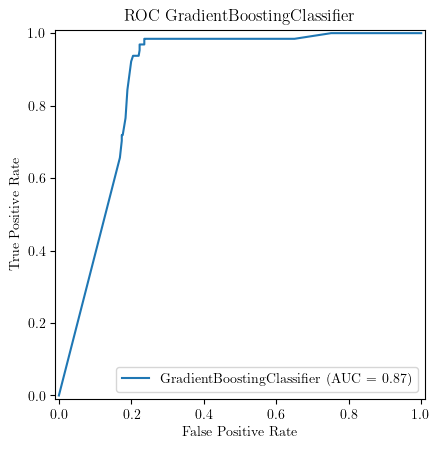 ROC GradientBoostingClassifier
1.0
0.8
0.6
0.4
0.2
0.0
True Positive Rate
GradientBoostingClassifier (AUC = 0.87)
0.0 0.2 0.4 0.6 0.8 1.0
False Positive Rate